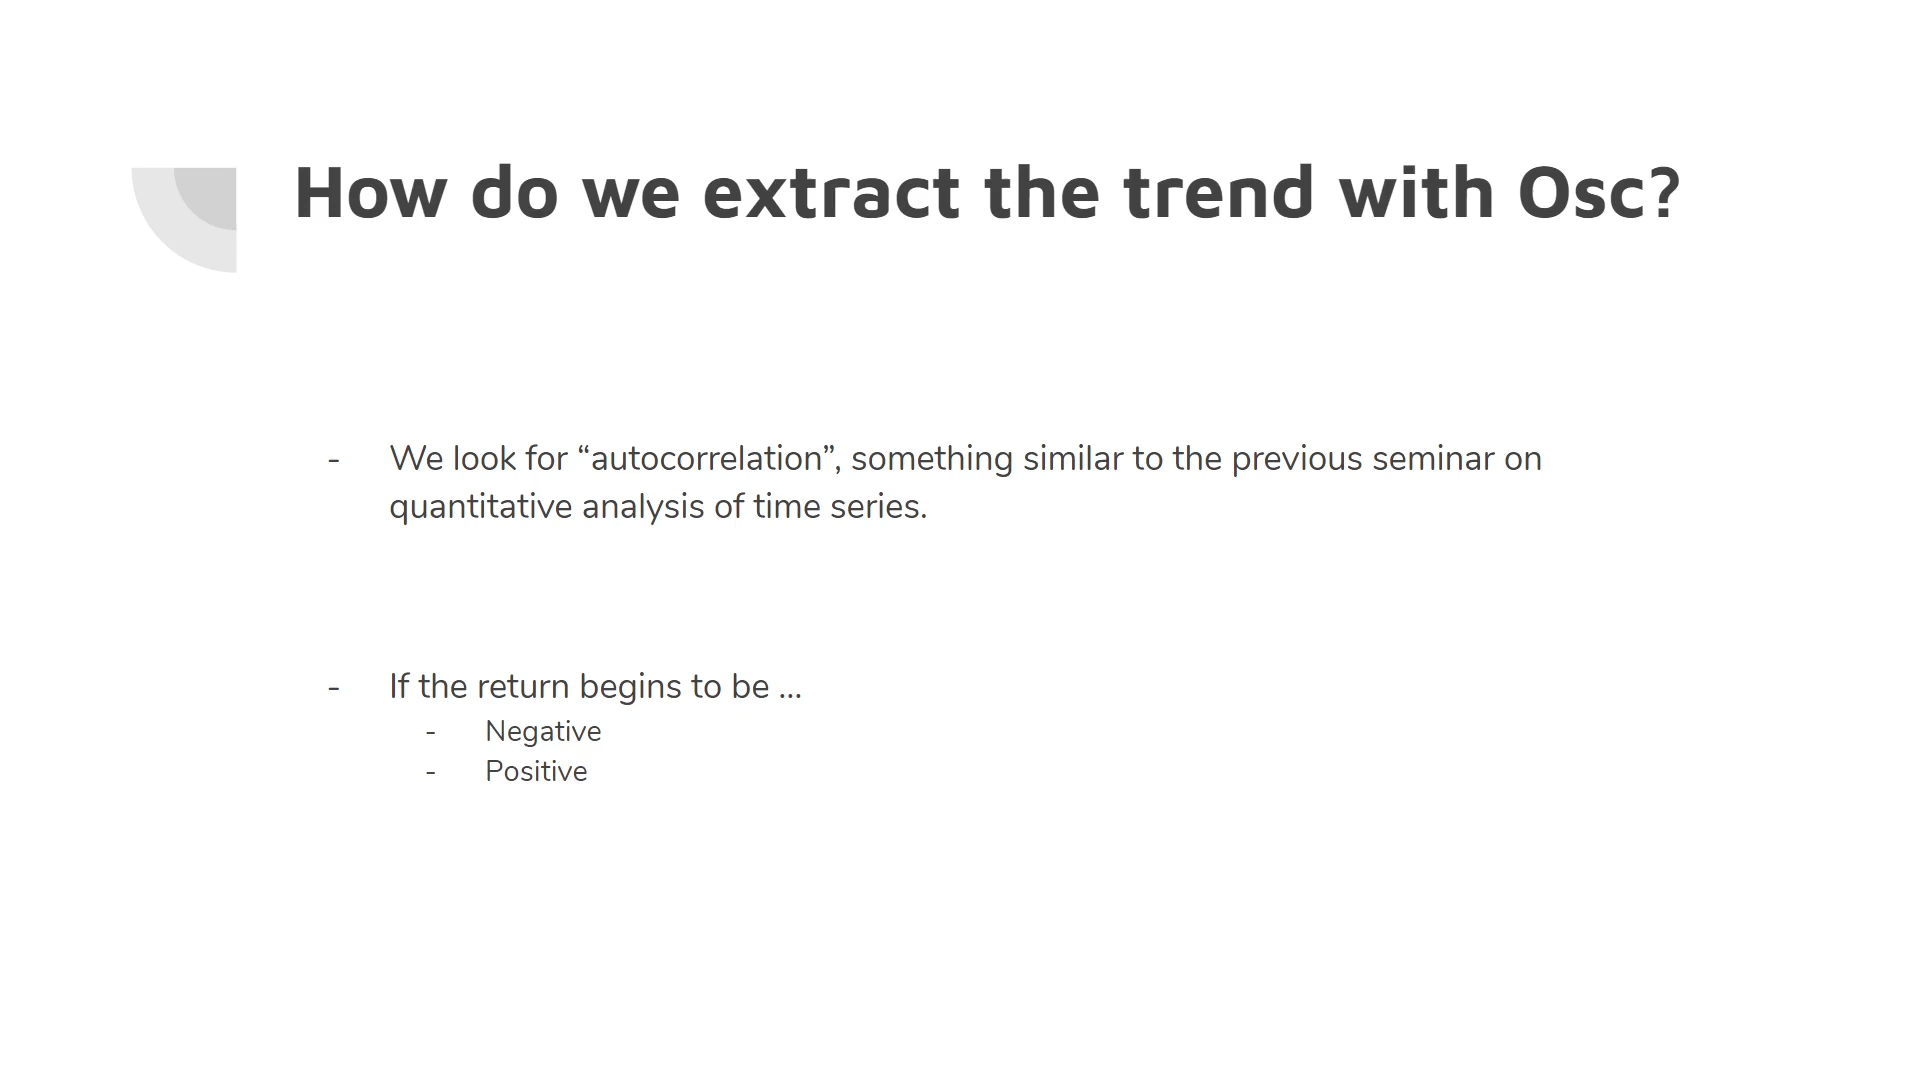 How do we extract the trend with Osc?
- We look for “autocorrelation”, something similar to the previous seminar on
quantitative analysis of time series.
- If the return begins to be ...
- Negative
- Positive